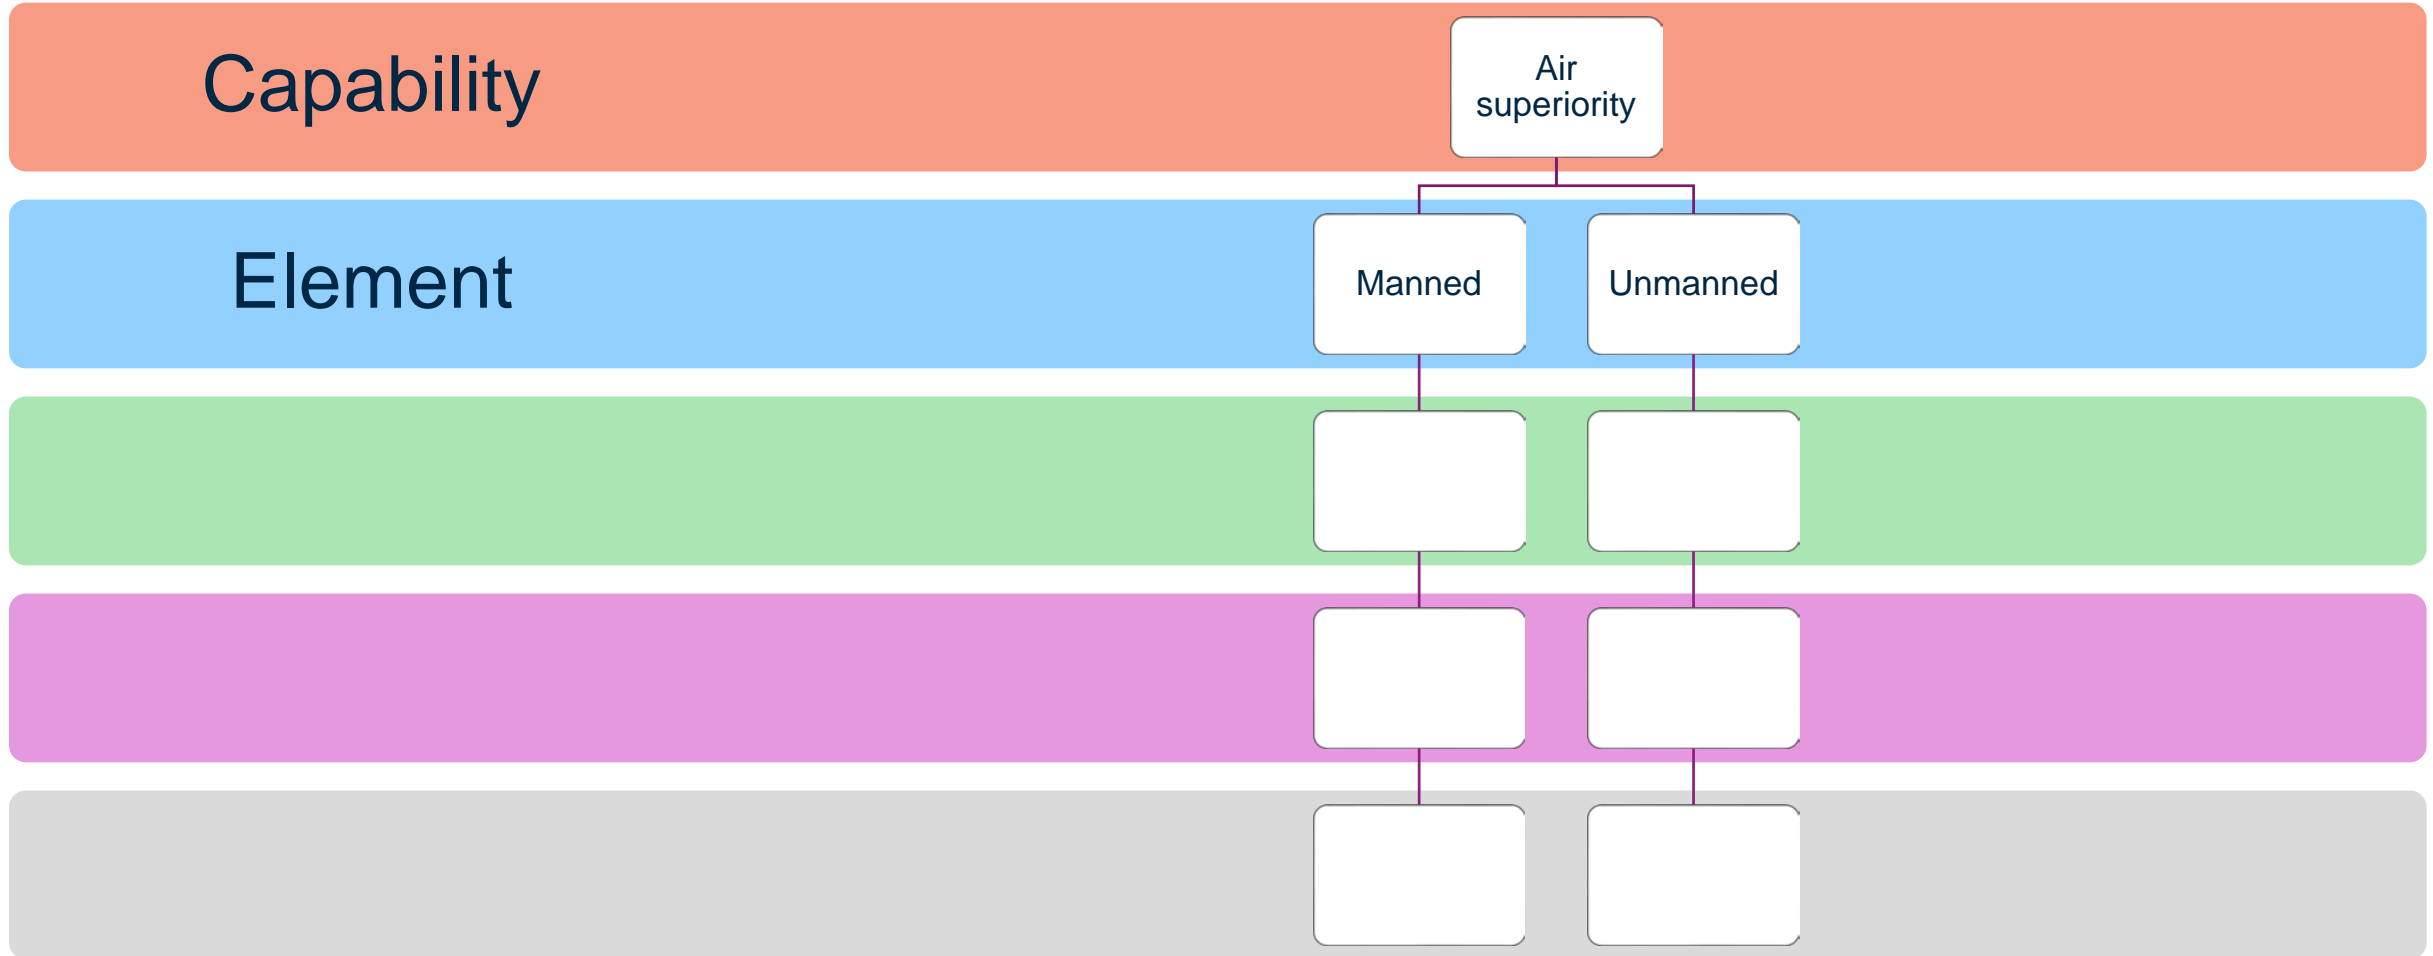 Capability
Air
superiority
Element
Manned
Unmanned